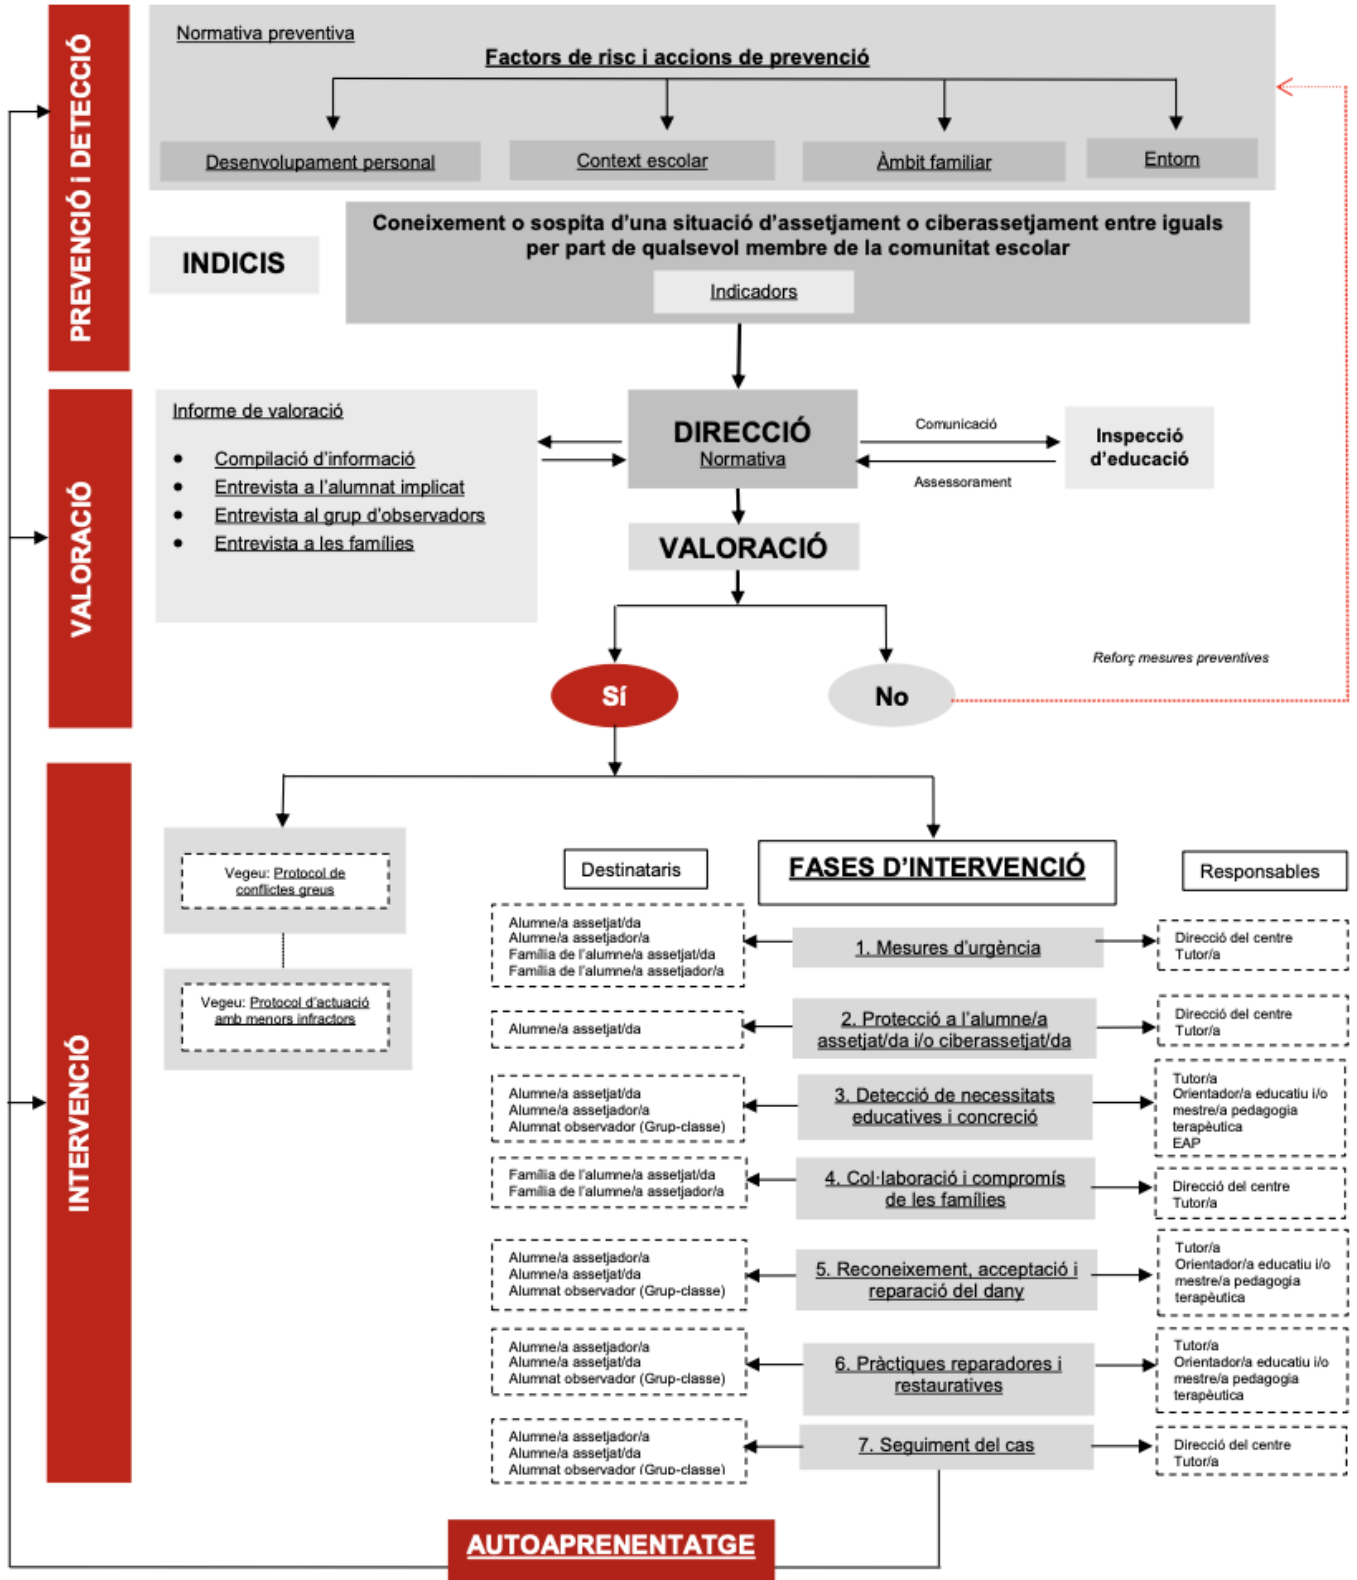 PREVENCIÓ i DETECCIÓ
Normativa preventiva
Factors de risc i accions de prevenció
Desenvolupament personal
Context escolar
Àmbit familiar
Entorn
INDICIS
Coneixement o sospita d'una situació d'assetjament o ciberassetjament entre iguals
per part de qualsevol membre de la comunitat escolar
Indicadors
VALORACIÓ
Informe de valoració
• Compilació d'informació
• Entrevista a l'alumnat implicat
• Entrevista al grup d'observadors
• Entrevista a les famílies
DIRECCIÓ
Normativa
Comunicació
Assessorament
Inspecció
d'educació
VALORACIÓ
Sí
No
Reforç mesures preventives
INTERVENCIÓ
Vegeu: Protocol de
conflictes greus
Vegeu: Protocol d'actuació
amb menors infractors
Destinataris
FASES D'INTERVENCIÓ
Responsables
Alumne/a assetjat/da
Alumne/a assetjador/a
Família de l'alumne/a assetjat/da
Família de l'alumne/a assetjador/a
1. Mesures d'urgència
Direcció del centre
Tutor/a
Alumne/a assetjat/da
2. Protecció a l'alumne/a
assetjat/da i/o ciberassetjat/da
Direcció del centre
Tutor/a
Alumne/a assetjat/da
Alumne/a assetjador/a
Alumnat observador (Grup-classe)
3. Detecció de necessitats
educatives i concreció
Tutor/a
Orientador/a educatiu i/o
mestre/a pedagogia
terapèutica
EAP
Família de l'alumne/a assetjat/da
Família de l'alumne/a assetjador/a
4. Col·laboració i compromís
de les famílies
Direcció del centre
Tutor/a
Alumne/a assetjador/a
Alumne/a assetjat/da
Alumnat observador (Grup-classe)
5. Reconeixement, acceptació i
reparació del dany
Tutor/a
Orientador/a educatiu i/o
mestre/a pedagogia
terapèutica
Alumne/a assetjador/a
Alumne/a assetjat/da
Alumnat observador (Grup-classe)
6. Pràctiques reparadores i
restauratives
Tutor/a
Orientador/a educatiu i/o
mestre/a pedagogia
terapèutica
Alumne/a assetjador/a
Alumne/a assetjat/da
Alumnat observador (Grup-classe)
7. Seguiment del cas
Direcció del centre
Tutor/a
AUTOAPRENENTATGE